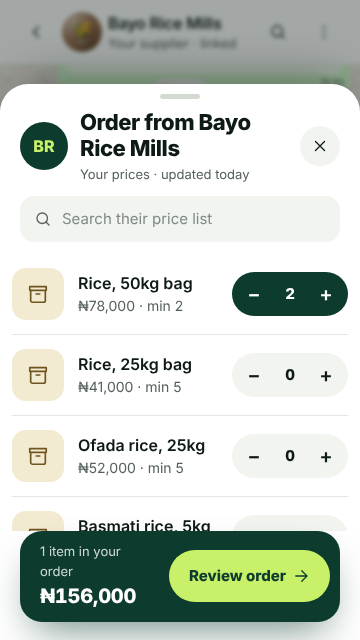 Bayo Rice Mills
Your supplier · linked
BR
Order from Bayo
Rice Mills
Your prices · updated today
Search their price list
Rice, 50kg bag
₦78,000 · min 2
− 2 +
Rice, 25kg bag
₦41,000 · min 5
− 0 +
Ofada rice, 25kg
₦52,000 · min 5
− 0 +
Basmati rice, 5kg
1 item in your
order
₦156,000
Review order →